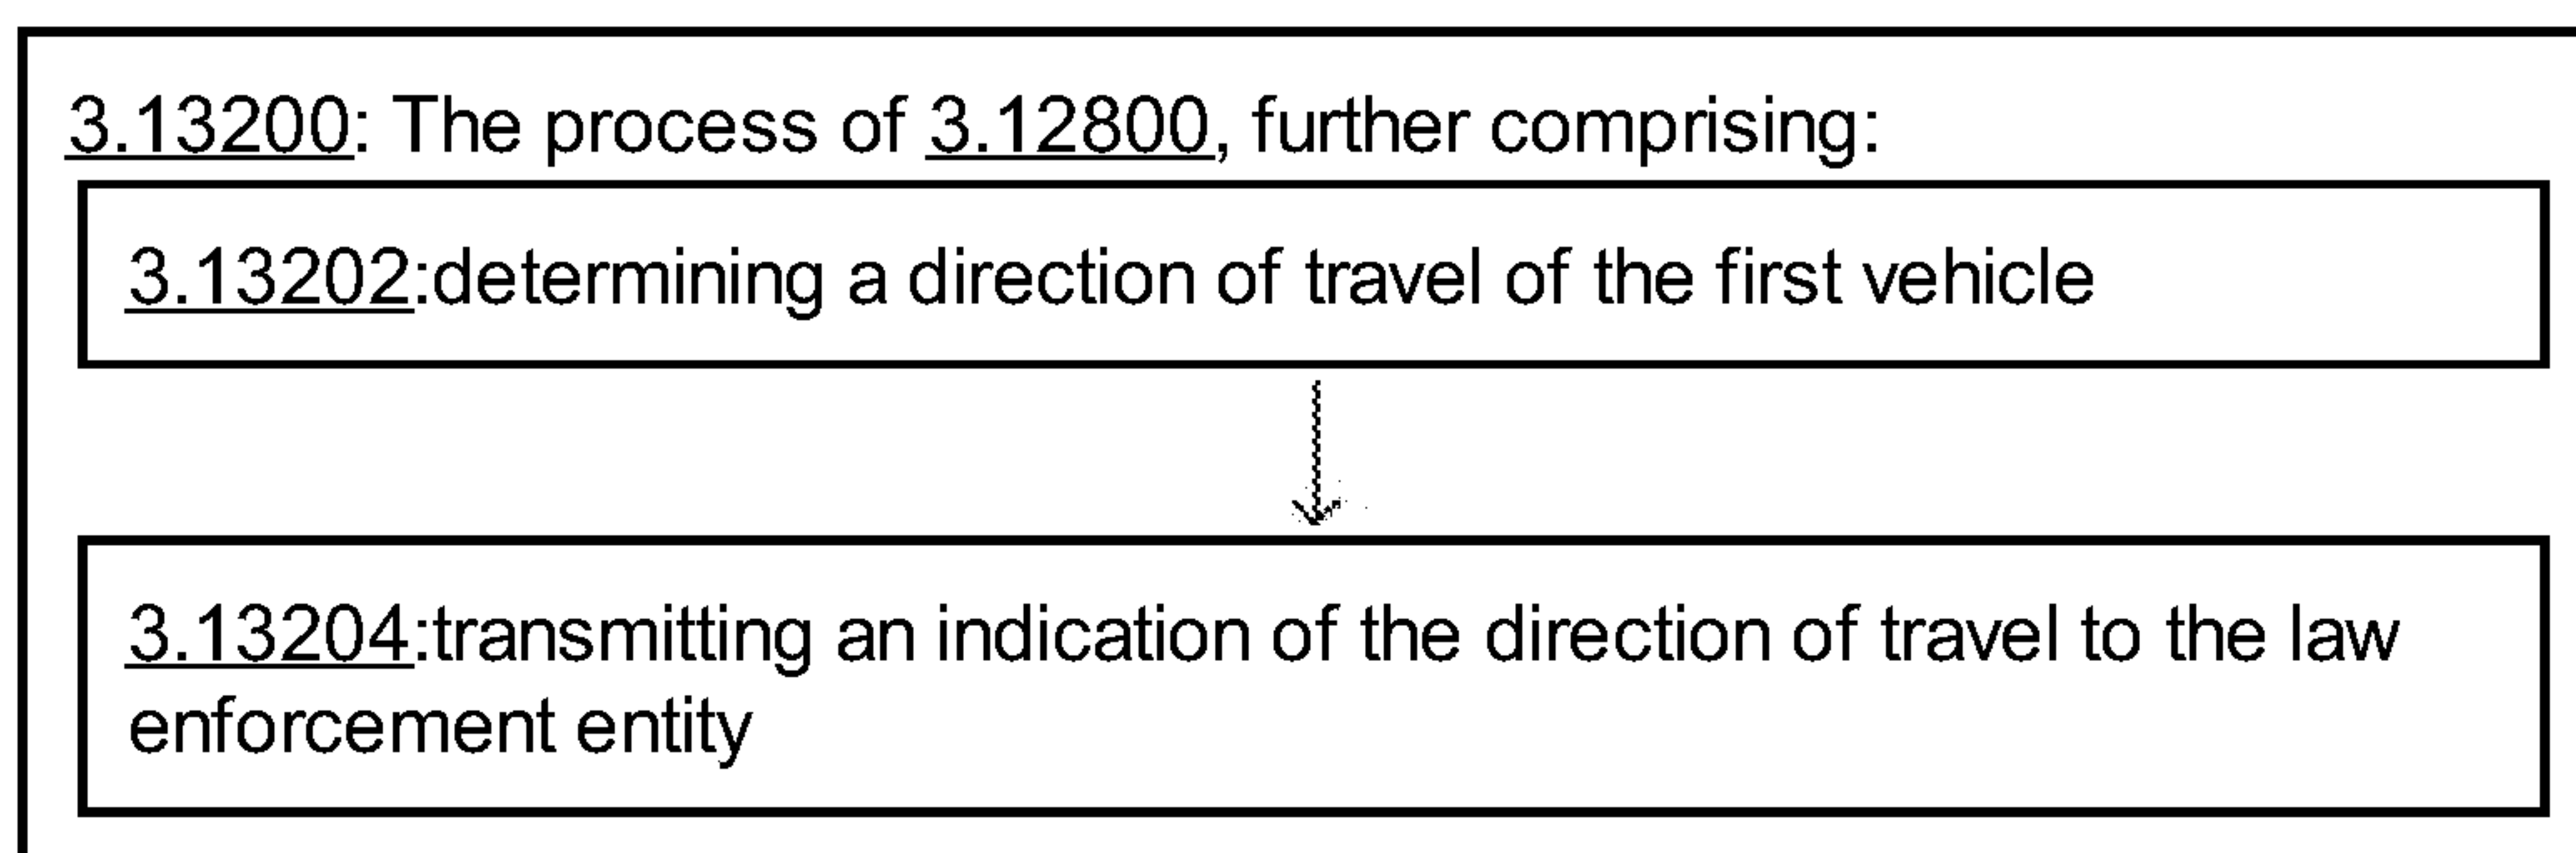 3.13200: The process of 3.12800, further comprising:
3.13202:determining a direction of travel of the first vehicle
3.13204:transmitting an indication of the direction of travel to the law
enforcement entity